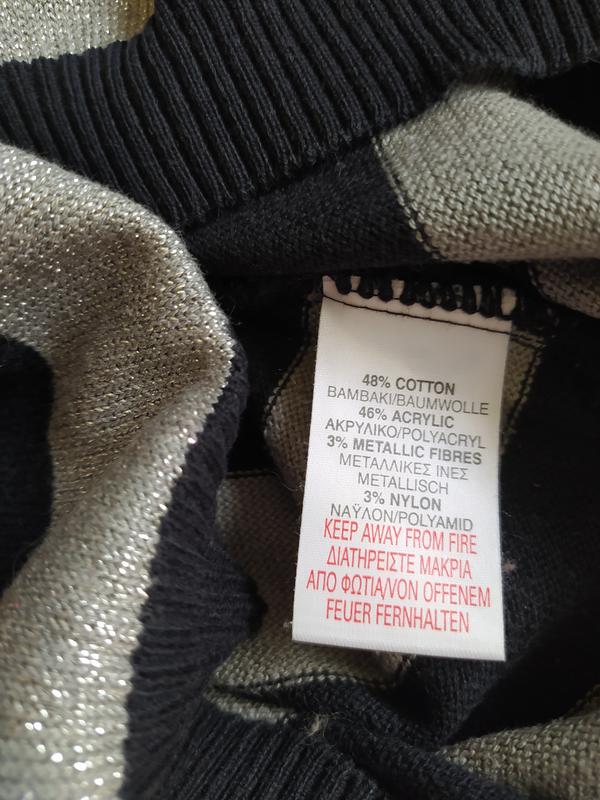 48% COTTON
BAMBAKI/BAUMWOLLE
46% ACRYLIC
ΑΚΡΥΛΙΚΟ/POLYACRYL
3% METALLIC FIBRES
ΜΕΤΑΛΛΙΚΕΣ ΙΝΕΣ
METALLISCH
3% NYLON
ΝΑΫΛΟΝ/POLYAMID
KEEP AWAY FROM FIRE
ΔΙΑΤΗΡΕΙΣΤΕ ΜΑΚΡΙΑ
ΑΠΟ ΦΩΤΙΑ/VON OFFENEM
FEUER FERNHALTEN